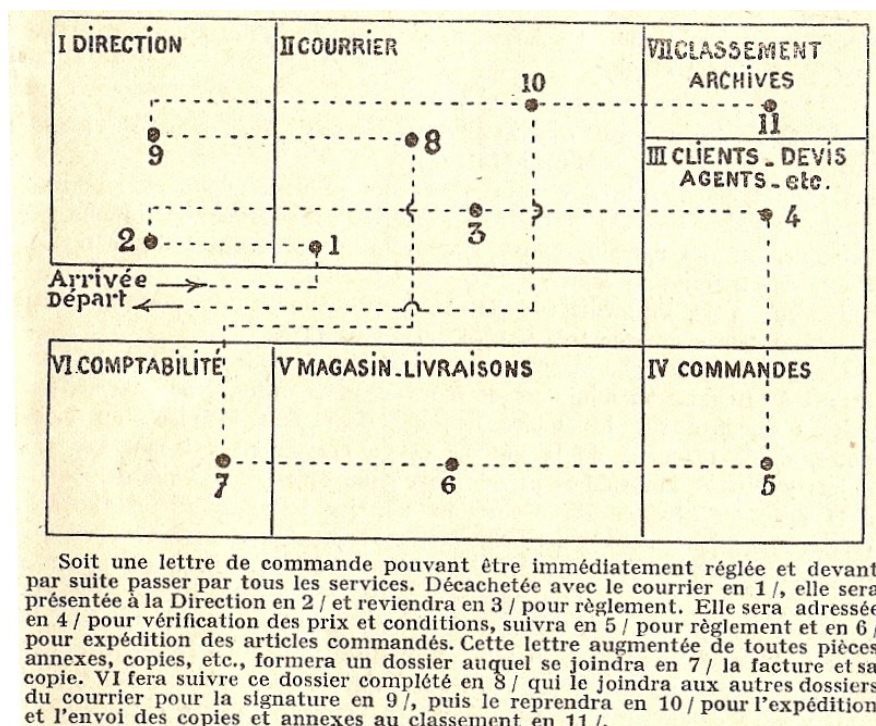 I DIRECTION
II COURRIER
VII CLASSEMENT
ARCHIVES
10
11
9
8
III CLIENTS - DEVIS
AGENTS - etc.
2
1
3
4
Arrivée
Départ
VI COMPTABILITÉ
V MAGASIN - LIVRAISONS
IV COMMANDES
7
6
5
Soit une lettre de commande pouvant être immédiatement réglée et devant
par suite passer par tous les services. Décachetée avec le courrier en 1 /, elle sera
présentée à la Direction en 2 / et reviendra en 3 / pour règlement. Elle sera adressée
en 4 / pour vérification des prix et conditions, suivra en 5 / pour règlement et en 6 /
pour expédition des articles commandés. Cette lettre augmentée de toutes pièces
annexes, copies, etc., formera un dossier auquel se joindra en 7 / la facture et sa
copie. VI fera suivre ce dossier complété en 8 / qui le joindra aux autres dossiers
du courrier pour la signature en 9 /, puis le reprendra en 10 / pour l'expédition
et l'envoi des copies et annexes au classement en 11 /.